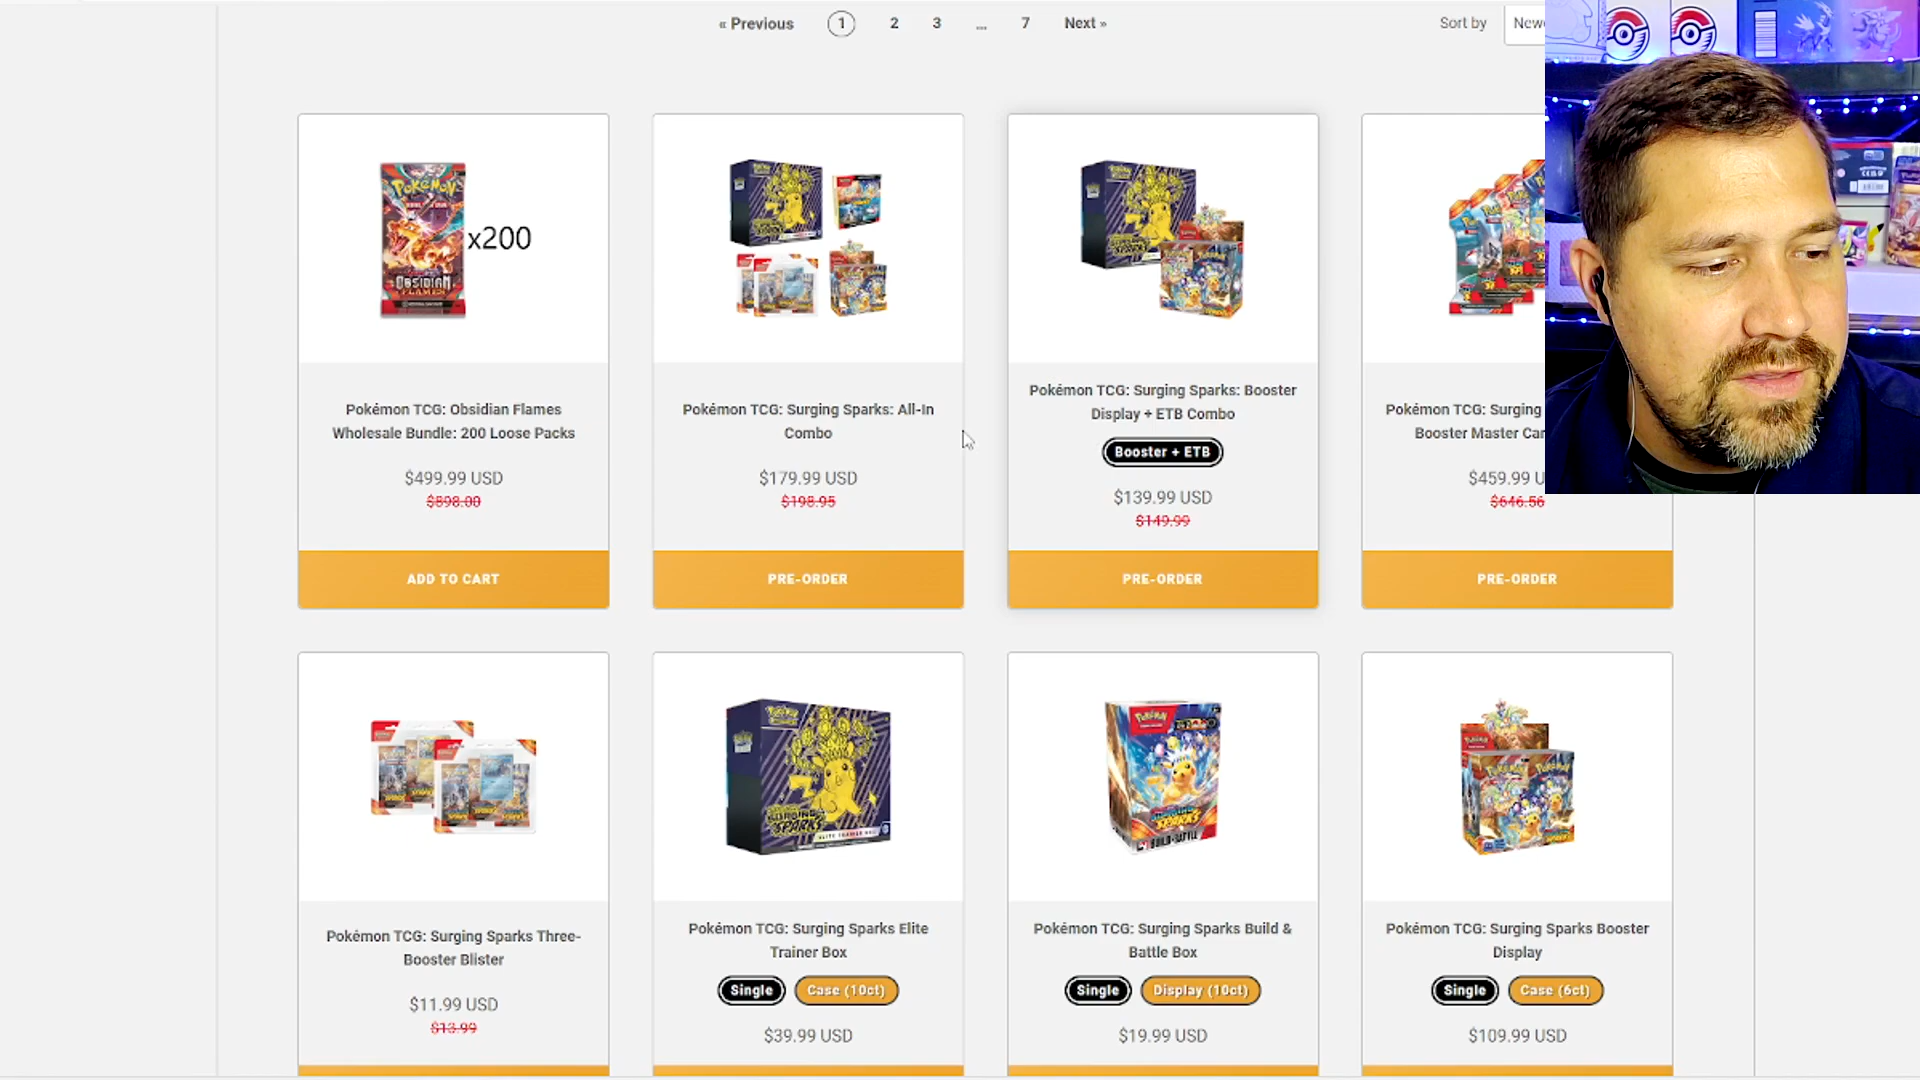 « Previous 1 2 3 ... 7 Next »
Sort by
Pokémon TCG: Obsidian Flames
Wholesale Bundle: 200 Loose Packs
x200
$499.99 USD
$898.00
ADD TO CART
Pokémon TCG: Surging Sparks: All-In
Combo
$179.99 USD
$198.95
PRE-ORDER
Pokémon TCG: Surging Sparks: Booster
Display + ETB Combo
Booster + ETB
$139.99 USD
$149.99
PRE-ORDER
Pokémon TCG: Surging
Booster Master
$459.99
$646.56
PRE-ORDER
Pokémon TCG: Surging Sparks Three-
Booster Blister
$11.99 USD
$13.99
Pokémon TCG: Surging Sparks Elite
Trainer Box
Single Case (10ct)
$39.99 USD
Pokémon TCG: Surging Sparks Build &
Battle Box
Single Display (10ct)
$19.99 USD
Pokémon TCG: Surging Sparks Booster
Display
Single Case (6ct)
$109.99 USD